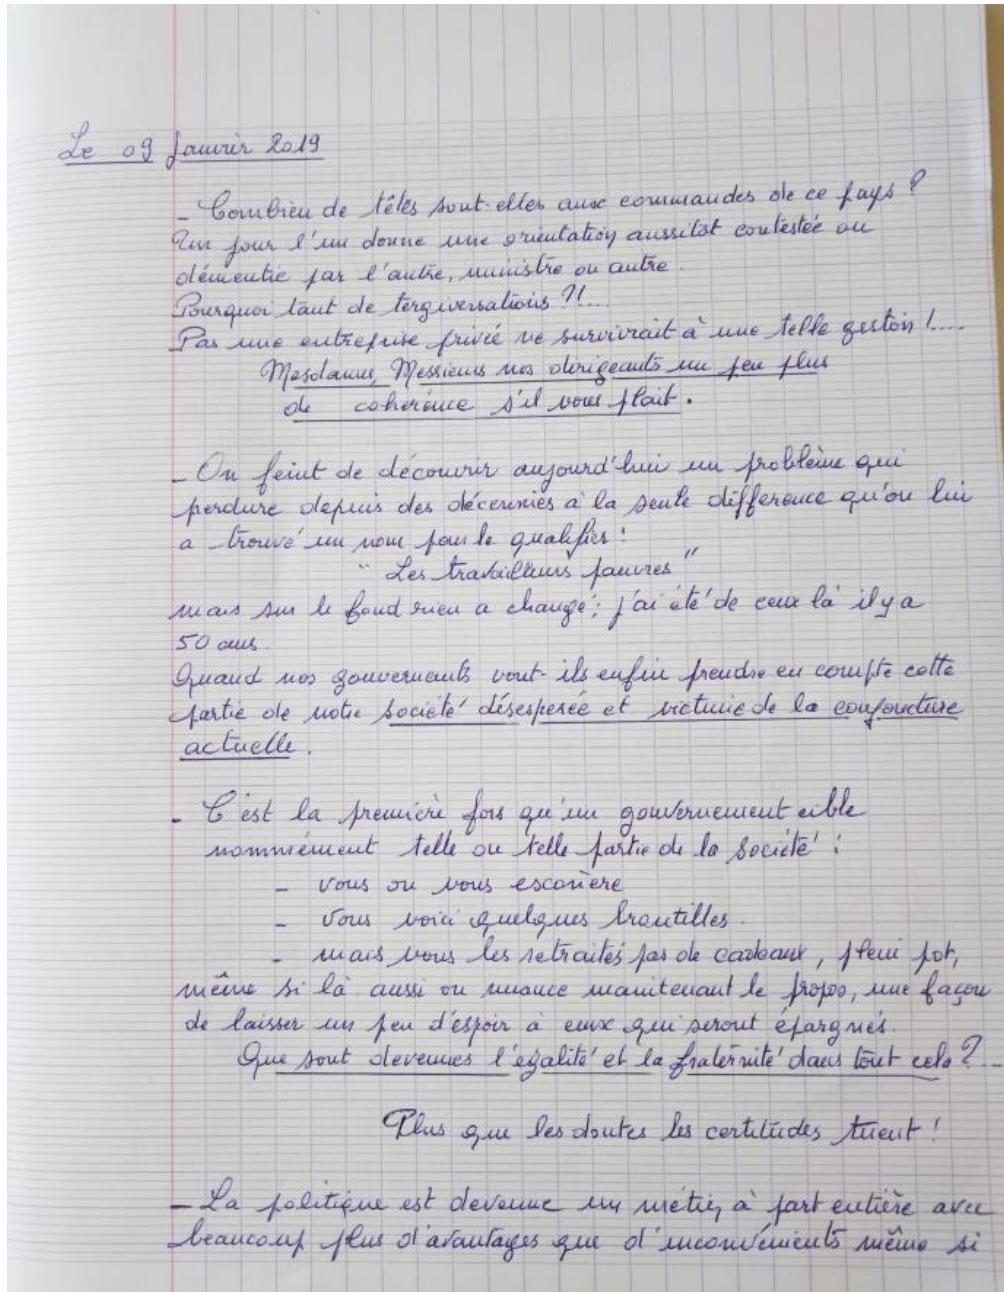 Le 09 Janvier 2019
- Combien de têtes sont-elles aux commandes de ce pays ?
Un jour l'un donne une orientation aussitôt contestée ou
démentie par l'autre, ministre ou autre.
Pourquoi tant de tergiversations ?!...
Pas une entreprise privée ne survivrait à une telle gestion !....
Mesdames, Messieurs nos dirigeants un peu plus
de cohérence s'il vous plait.
- On feint de découvrir aujourd'hui un problème qui
perdure depuis des décennies à la seule différence qu'on lui
a trouvé un nom pour le qualifier :
" Les travailleurs pauvres "
mais sur le fond rien a changé ; j'ai été de ceux là il y a
50 ans.
Quand nos gouvernants vont-ils enfin prendre en compte cette
partie de notre société désespérée et victime de la conjoncture
actuelle.
- C'est la première fois qu'un gouvernement cible
nommément telle ou telle partie de la société :
- vous on vous exonère
- vous voici quelques broutilles.
- mais vous les retraités pas de cadeaux, plein pot,
même si là aussi on nuance maintenant le propos, une façon
de laisser un peu d'espoir à ceux qui seront épargnés.
Que sont devenues l'égalité et la fraternité dans tout cela ?...
Plus que les doutes les certitudes tuent !
- La politique est devenue un métier à part entière avec
beaucoup plus d'avantages que d'inconvénients même si